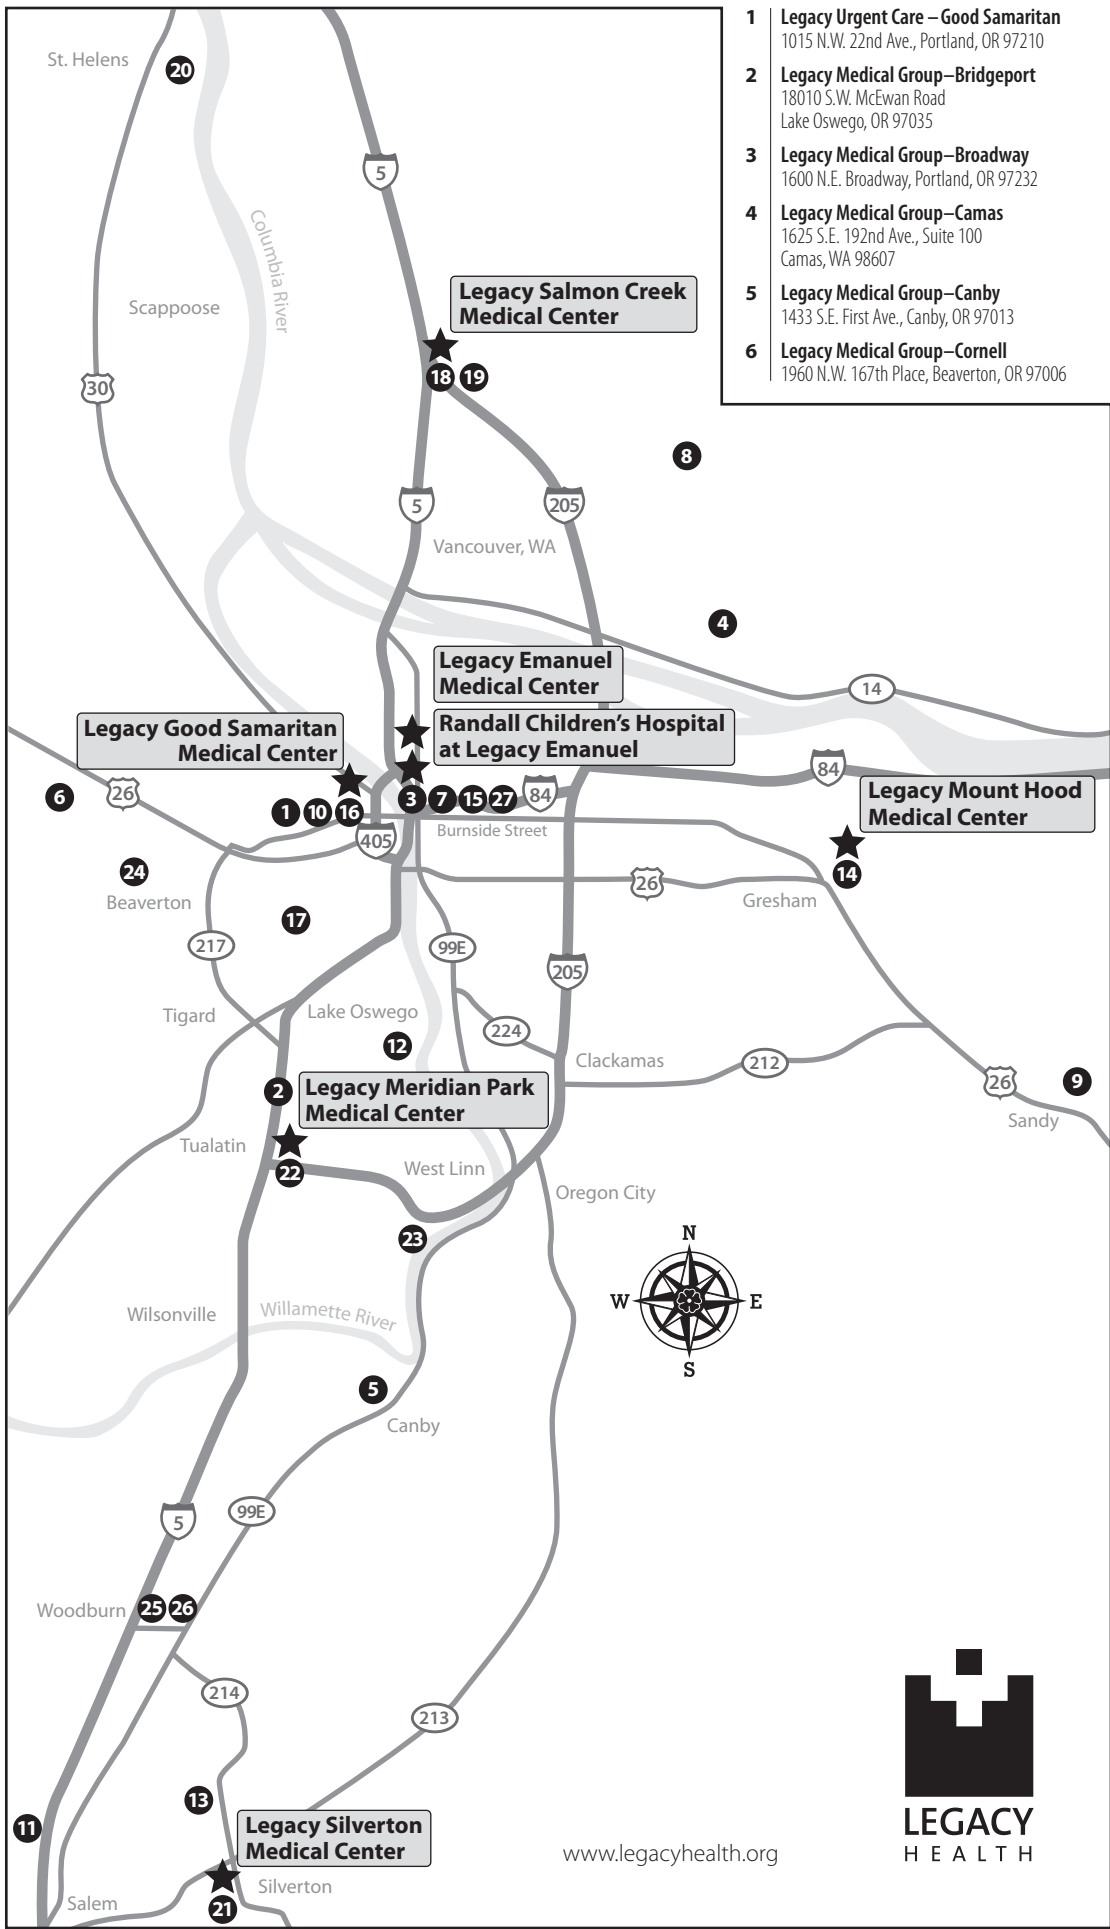 1 Legacy Urgent Care – Good Samaritan
1015 N.W. 22nd Ave., Portland, OR 97210
2 Legacy Medical Group–Bridgeport
18010 S.W. McEwan Road
Lake Oswego, OR 97035
3 Legacy Medical Group–Broadway
1600 N.E. Broadway, Portland, OR 97232
4 Legacy Medical Group–Camas
1625 S.E. 192nd Ave., Suite 100
Camas, WA 98607
5 Legacy Medical Group–Canby
1433 S.E. First Ave., Canby, OR 97013
6 Legacy Medical Group–Cornell
1960 N.W. 167th Place, Beaverton, OR 97006
St. Helens
20
5
Columbia River
Scappoose
Legacy Salmon Creek
Medical Center
18 19
30
8
5
205
Vancouver, WA
4
Legacy Emanuel
Medical Center
14
Legacy Good Samaritan
Medical Center
Randall Children’s Hospital
at Legacy Emanuel
84
6
26
1 10 16
3 7 15 27
84
Legacy Mount Hood
Medical Center
405
Burnside Street
24
Beaverton
14
26
Gresham
17
217
99E
205
Tigard
Lake Oswego
224
12
Clackamas
212
2
Legacy Meridian Park
Medical Center
26
9
Sandy
Tualatin
22
West Linn
Oregon City
23
N
W
E
S
Wilsonville
Willamette River
5
Canby
5
99E
Woodburn
25 26
214
213
13
11
Legacy Silverton
Medical Center
Silverton
21
Salem
www.legacyhealth.org
LEGACY
HEALTH